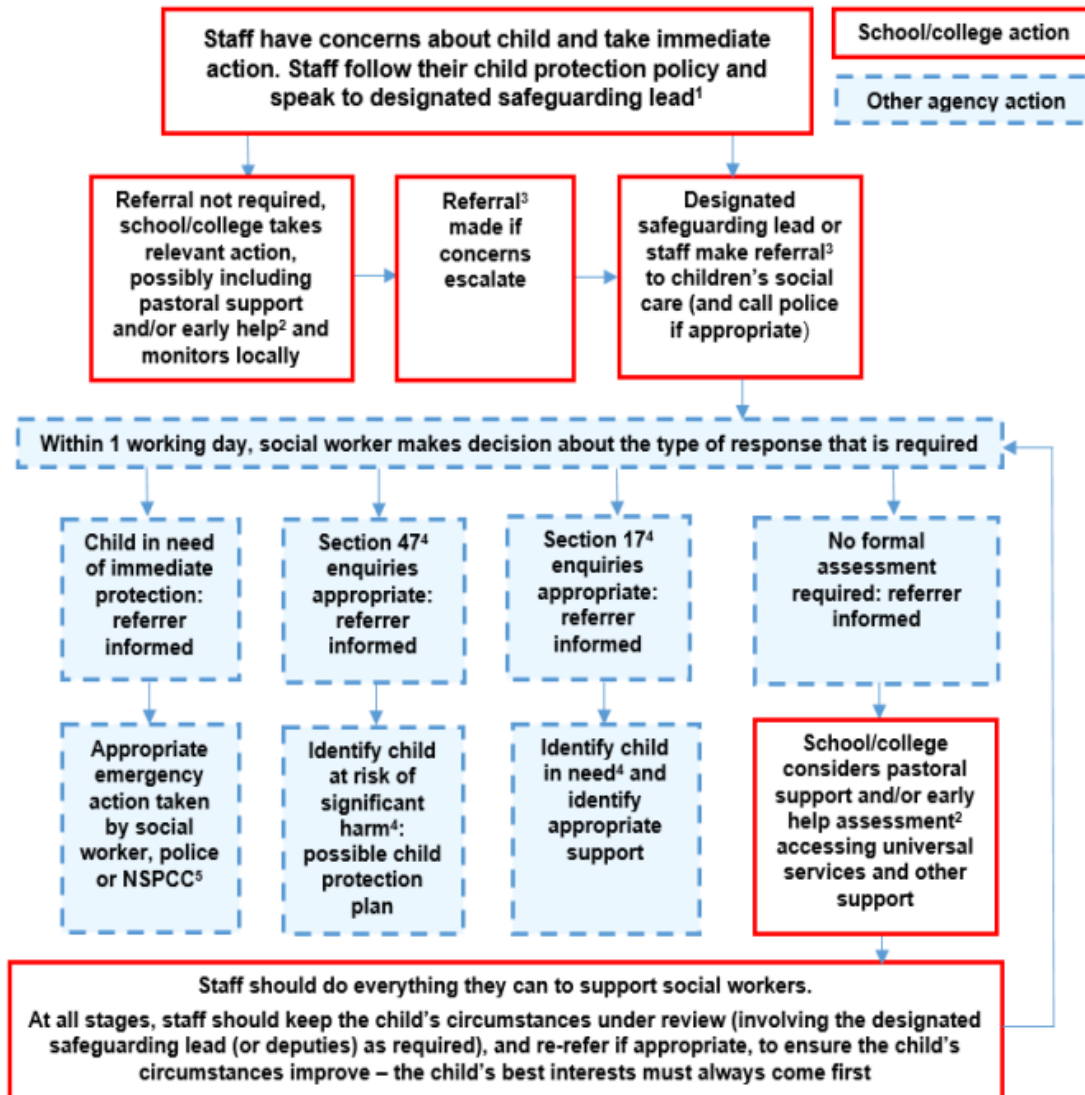 Staff have concerns about child and take immediate
action. Staff follow their child protection policy and
speak to designated safeguarding lead¹
School/college action
Other agency action
Referral not required,
school/college takes
relevant action,
possibly including
pastoral support
and/or early help² and
monitors locally
Referral³
made if
concerns
escalate
Designated
safeguarding lead or
staff make referral³
to children's social
care (and call police
if appropriate)
Within 1 working day, social worker makes decision about the type of response that is required
Child in need
of immediate
protection:
referrer
informed
Section 47⁴
enquiries
appropriate:
referrer
informed
Section 17⁴
enquiries
appropriate:
referrer
informed
No formal
assessment
required: referrer
informed
Appropriate
emergency
action taken
by social
worker, police
or NSPCC⁵
Identify child
at risk of
significant
harm⁴:
possible child
protection
plan
Identify child
in need⁴ and
identify
appropriate
support
School/college
considers pastoral
support and/or early
help assessment²
accessing universal
services and other
support
Staff should do everything they can to support social workers.
At all stages, staff should keep the child's circumstances under review (involving the designated
safeguarding lead (or deputies) as required), and re-refer if appropriate, to ensure the child's
circumstances improve – the child's best interests must always come first